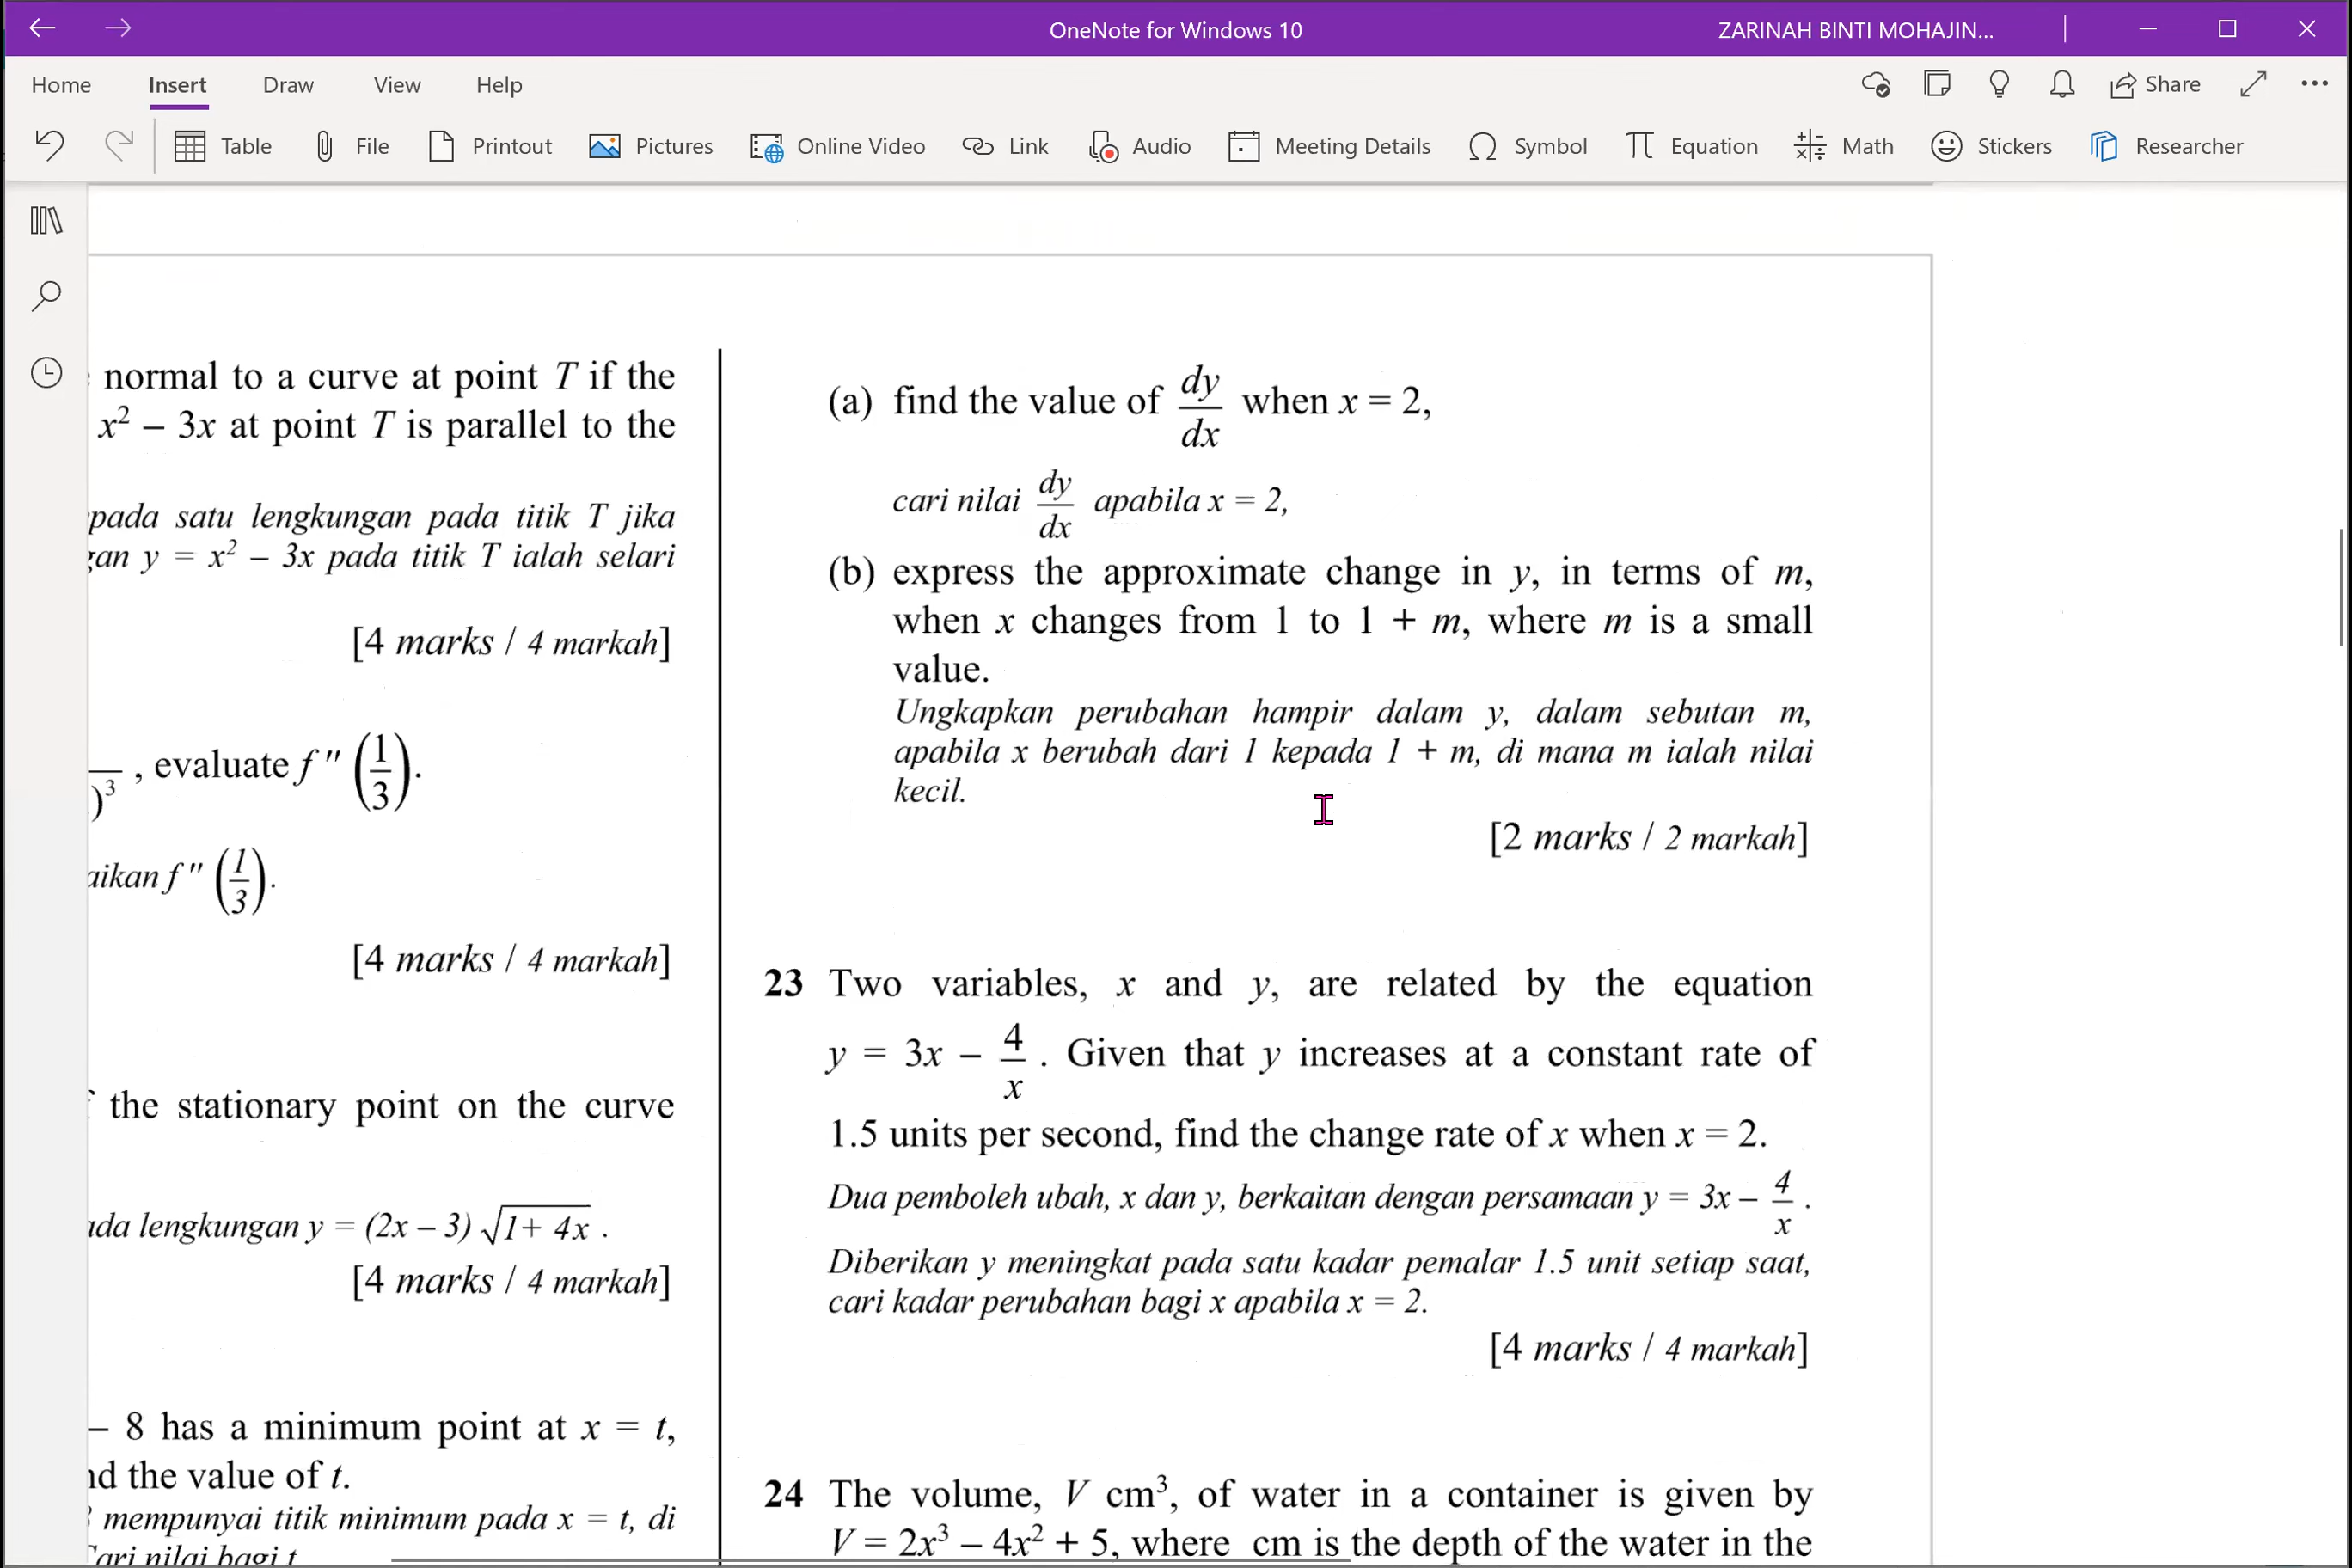 OneNote for Windows 10
ZARINAH BINTI MOHAJIN...
Home Insert Draw View Help
Share
Table File Printout Pictures Online Video Link Audio Meeting Details Symbol Equation Math Stickers Researcher
normal to a curve at point T if the
x² – 3x at point T is parallel to the
pada satu lengkungan pada titik T jika
y = x² – 3x pada titik T ialah selari
[4 marks / 4 markah]
)³ , evaluate f ″ (1/3).
f ″ (1/3).
[4 marks / 4 markah]
the stationary point on the curve
lengkungan y = (2x – 3) √(1+ 4x) .
[4 marks / 4 markah]
– 8 has a minimum point at x = t,
the value of t.
mempunyai titik minimum pada x = t, di
nilai bagi t
(a) find the value of dy/dx when x = 2,
cari nilai dy/dx apabila x = 2,
(b) express the approximate change in y, in terms of m,
when x changes from 1 to 1 + m, where m is a small
value.
Ungkapkan perubahan hampir dalam y, dalam sebutan m,
apabila x berubah dari 1 kepada 1 + m, di mana m ialah nilai
kecil.
[2 marks / 2 markah]
23 Two variables, x and y, are related by the equation
y = 3x – 4/x . Given that y increases at a constant rate of
1.5 units per second, find the change rate of x when x = 2.
Dua pemboleh ubah, x dan y, berkaitan dengan persamaan y = 3x – 4/x .
Diberikan y meningkat pada satu kadar pemalar 1.5 unit setiap saat,
cari kadar perubahan bagi x apabila x = 2.
[4 marks / 4 markah]
24 The volume, V cm³, of water in a container is given by
V = 2x³ – 4x² + 5, where cm is the depth of the water in the